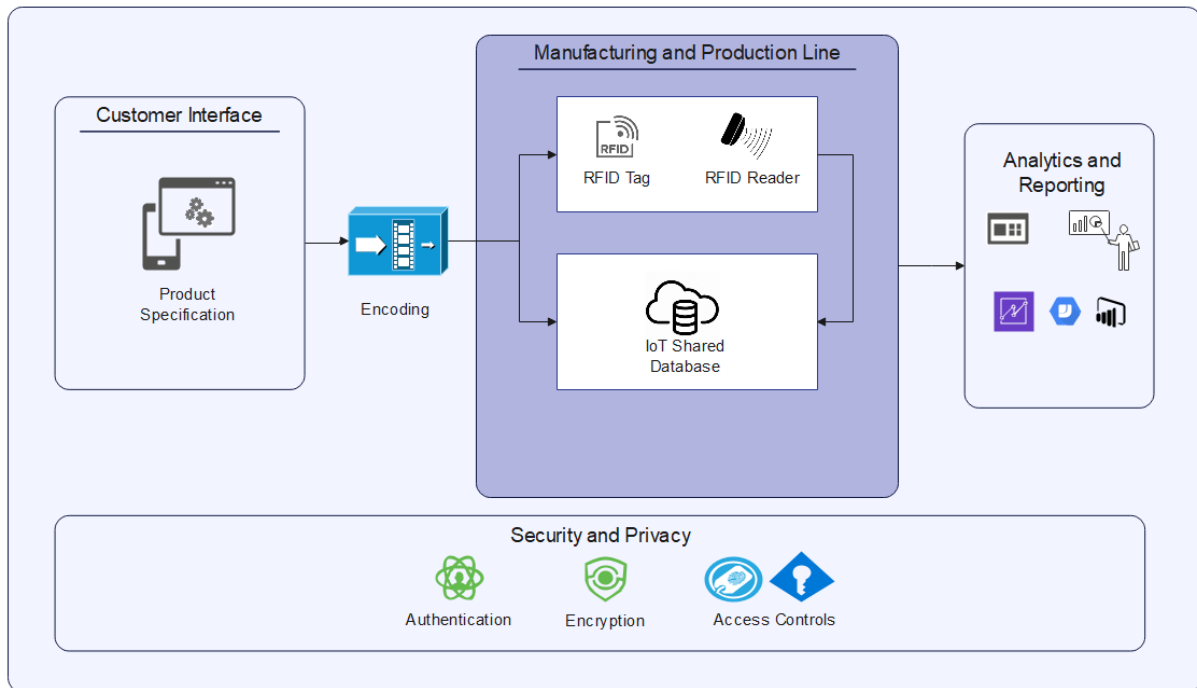 Manufacturing and Production Line
Customer Interface
RFID
RFID Tag
RFID Reader
Analytics and
Reporting
Product
Specification
Encoding
IoT Shared
Database
Security and Privacy
Authentication
Encryption
Access Controls